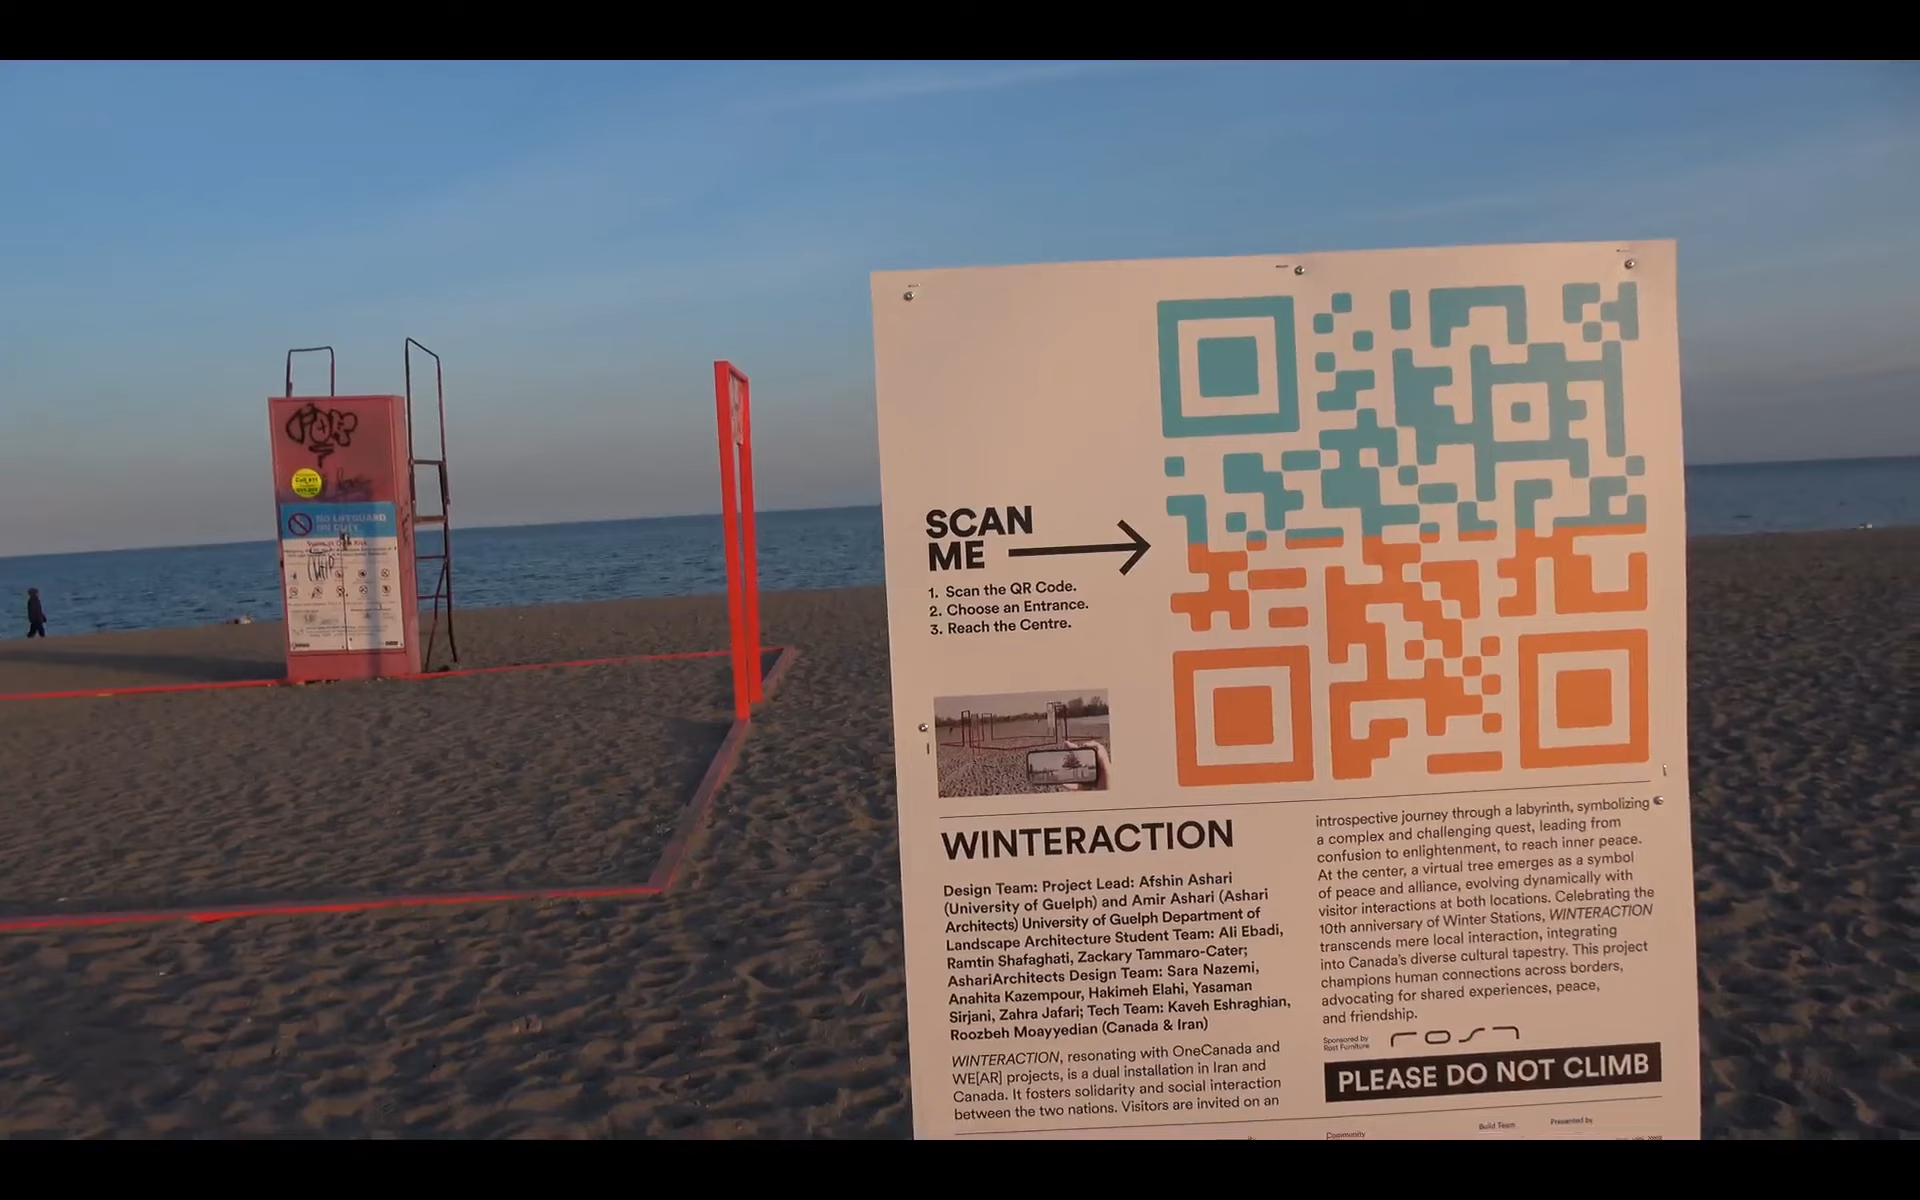 NO LIFEGUARD
ON DUTY
SCAN
ME
1. Scan the QR Code.
2. Choose an Entrance.
3. Reach the Centre.
WINTERACTION
Design Team: Project Lead: Afshin Ashari
(University of Guelph) and Amir Ashari (Ashari
Architects) University of Guelph Department of
Landscape Architecture Student Team: Ali Ebadi,
Ramtin Shafaghati, Zackary Tammaro-Cater;
AshariArchitects Design Team: Sara Nazemi,
Anahita Kazempour, Hakimeh Elahi, Yasaman
Sirjani, Zahra Jafari; Tech Team: Kaveh Eshraghian,
Roozbeh Moayyedian (Canada & Iran)
WINTERACTION, resonating with OneCanada and
WE[AR] projects, is a dual installation in Iran and
Canada. It fosters solidarity and social interaction
between the two nations. Visitors are invited on an
introspective journey through a labyrinth, symbolizing
a complex and challenging quest, leading from
confusion to enlightenment, to reach inner peace.
At the center, a virtual tree emerges as a symbol
of peace and alliance, evolving dynamically with
visitor interactions at both locations. Celebrating the
10th anniversary of Winter Stations, WINTERACTION
transcends mere local interaction, integrating
into Canada's diverse cultural tapestry. This project
champions human connections across borders,
advocating for shared experiences, peace,
and friendship.
Sponsored by
Rost Furniture
rost
PLEASE DO NOT CLIMB
Community
Build Team
Presented by